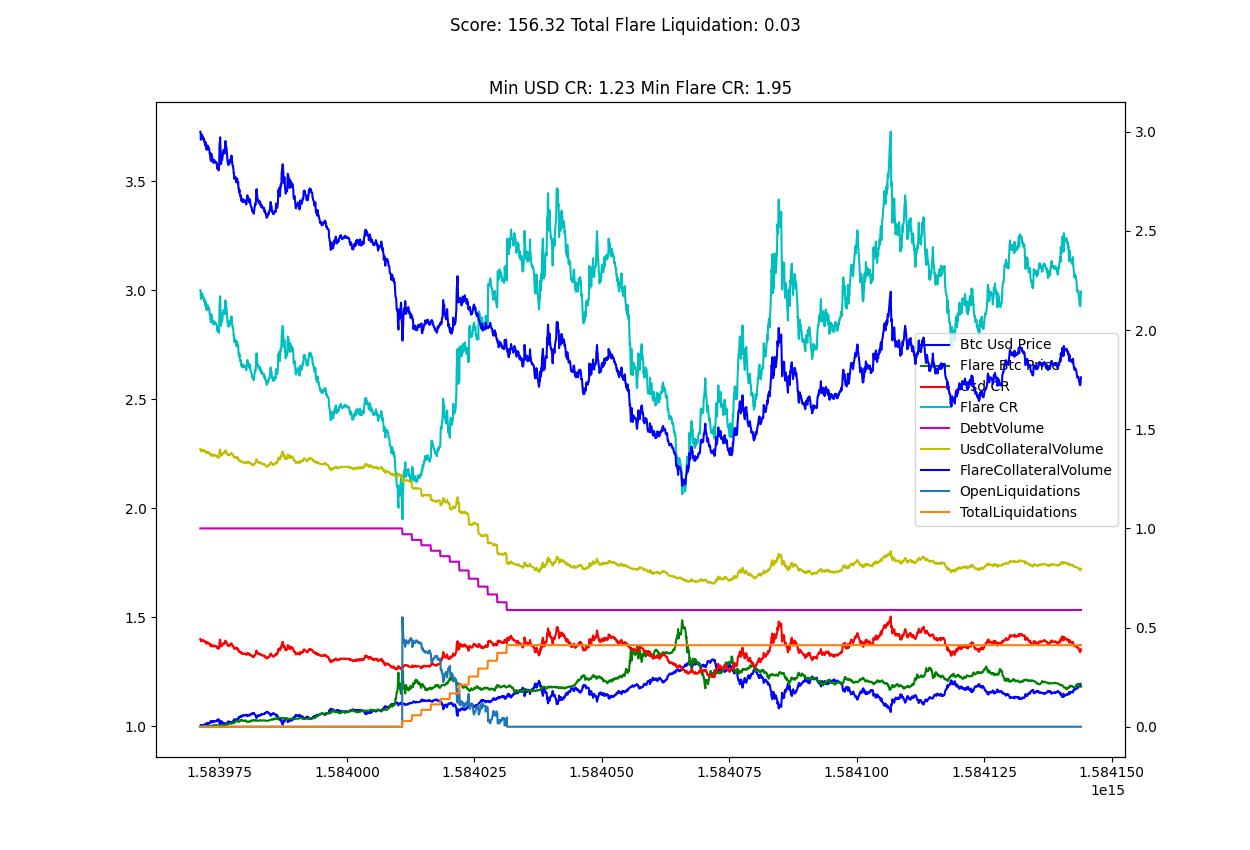 Score: 156.32 Total Flare Liquidation: 0.03
Min USD CR: 1.23 Min Flare CR: 1.95
3.5
3.0
2.5
2.0
1.5
1.0
3.0
2.5
2.0
1.5
1.0
0.5
0.0
Btc Usd Price
Flare Btc Price
Usd CR
Flare CR
DebtVolume
UsdCollateralVolume
FlareCollateralVolume
OpenLiquidations
TotalLiquidations
1.583975 1.584000 1.584025 1.584050 1.584075 1.584100 1.584125 1.584150
1e15